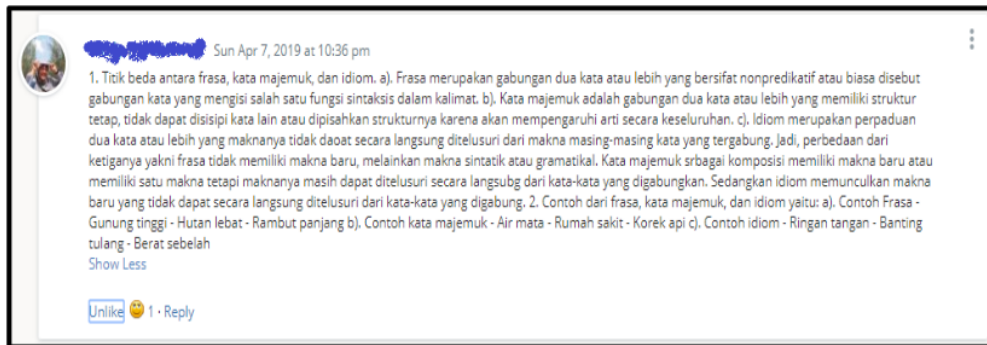 Sun Apr 7, 2019 at 10:36 pm
1. Titik beda antara frasa, kata majemuk, dan idiom. a). Frasa merupakan gabungan dua kata atau lebih yang bersifat nonpredikatif atau biasa disebut
gabungan kata yang mengisi salah satu fungsi sintaksis dalam kalimat. b). Kata majemuk adalah gabungan dua kata atau lebih yang memiliki struktur
tetap, tidak dapat disisipi kata lain atau dipisahkan strukturnya karena akan mempengaruhi arti secara keseluruhan. c). Idiom merupakan perpaduan
dua kata atau lebih yang maknanya tidak daoat secara langsung ditelusuri dari makna masing-masing kata yang tergabung. Jadi, perbedaan dari
ketiganya yakni frasa tidak memiliki makna baru, melainkan makna sintatik atau gramatikal. Kata majemuk srbagai komposisi memiliki makna baru atau
memiliki satu makna tetapi maknanya masih dapat ditelusuri secara langsubg dari kata-kata yang digabungkan. Sedangkan idiom memunculkan makna
baru yang tidak dapat secara langsung ditelusuri dari kata-kata yang digabung. 2. Contoh dari frasa, kata majemuk, dan idiom yaitu: a). Contoh Frasa -
Gunung tinggi - Hutan lebat - Rambut panjang b). Contoh kata majemuk - Air mata - Rumah sakit - Korek api c). Contoh idiom - Ringan tangan - Banting
tulang - Berat sebelah
Show Less
Unlike 1 · Reply